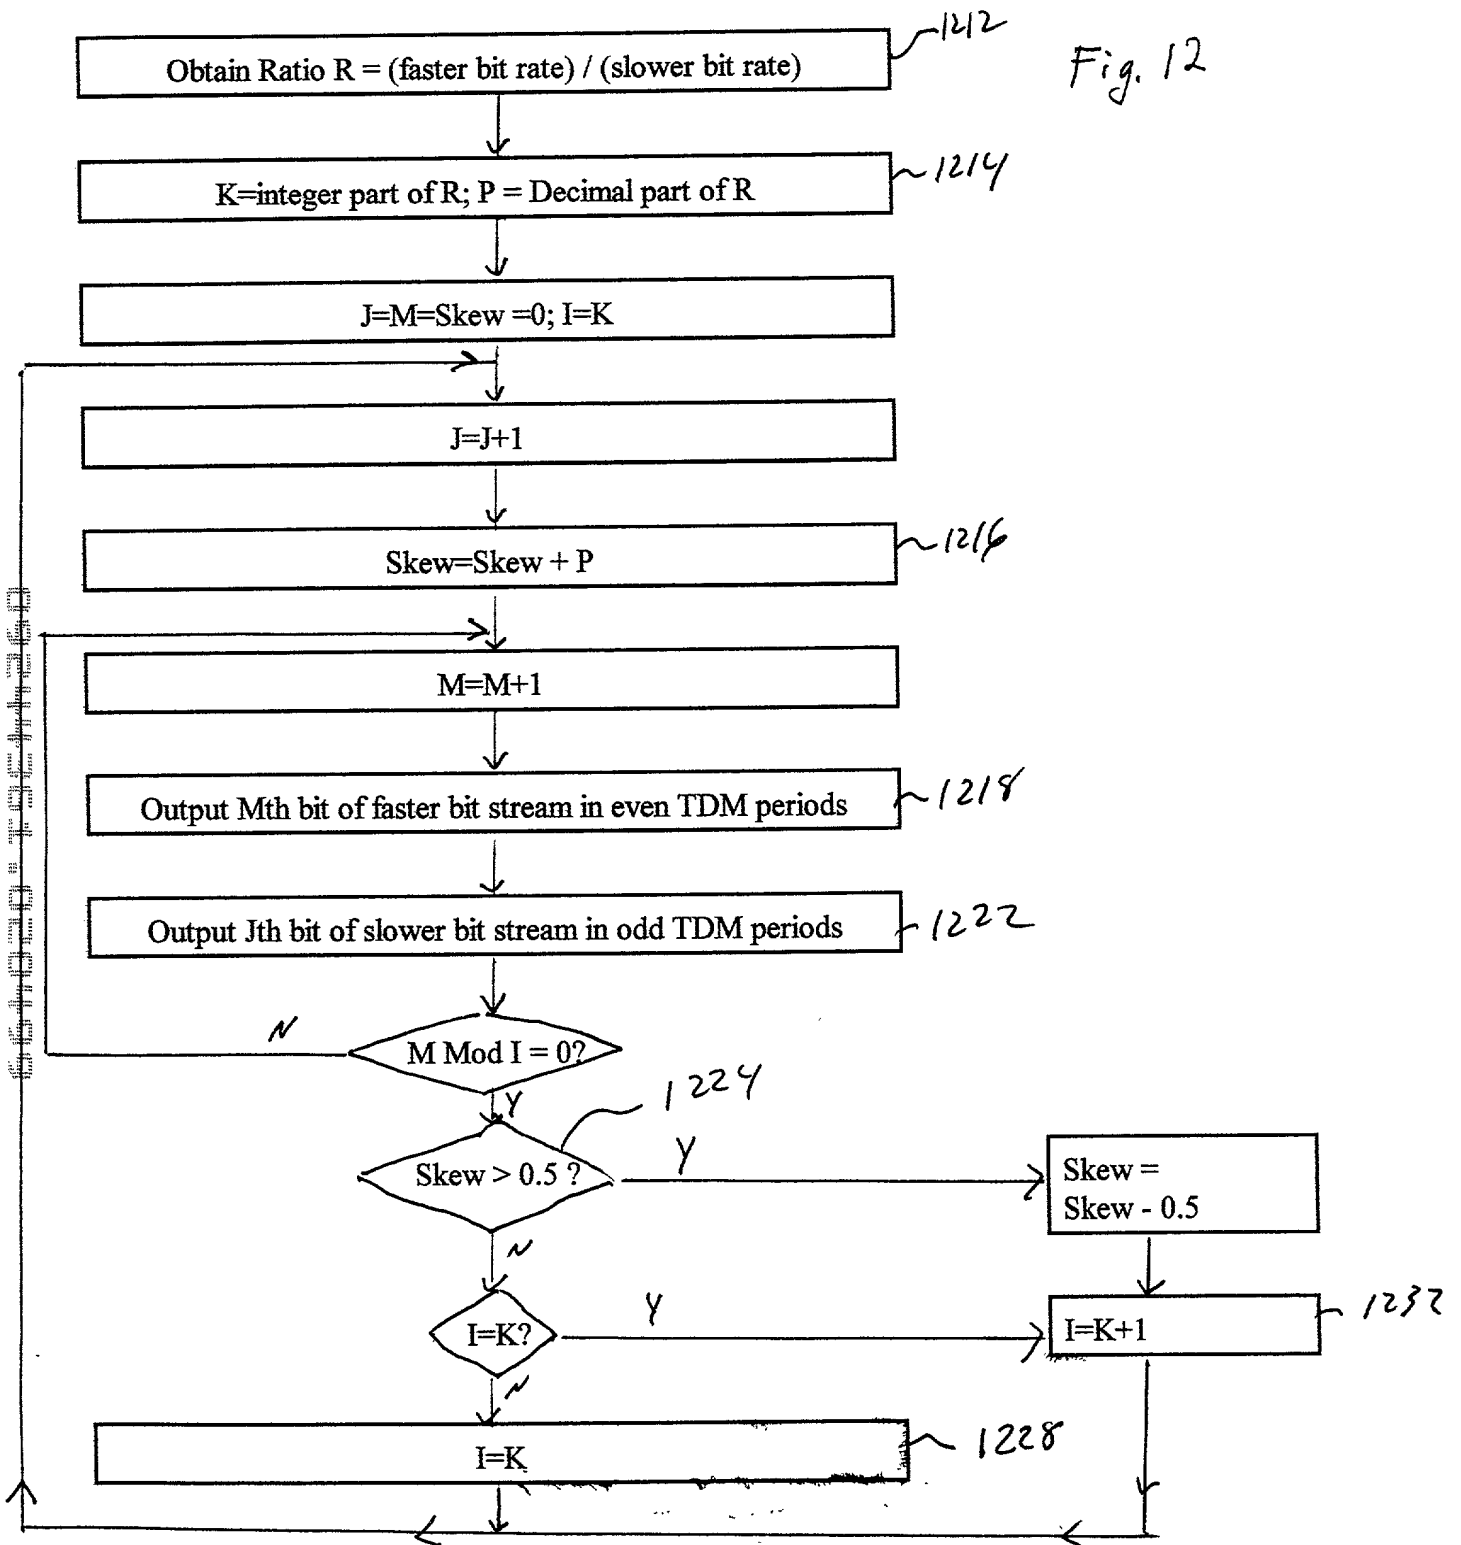 1212
Fig. 12
Obtain Ratio R = (faster bit rate) / (slower bit rate)
1214
K=integer part of R; P = Decimal part of R
J=M=Skew =0; I=K
J=J+1
1216
Skew=Skew + P
M=M+1
1218
Output Mth bit of faster bit stream in even TDM periods
1222
Output Jth bit of slower bit stream in odd TDM periods
N
M Mod I = 0?
1224
Y
Skew > 0.5 ?
Y
Skew =
Skew - 0.5
N
Y
1232
I=K?
I=K+1
N
1228
I=K